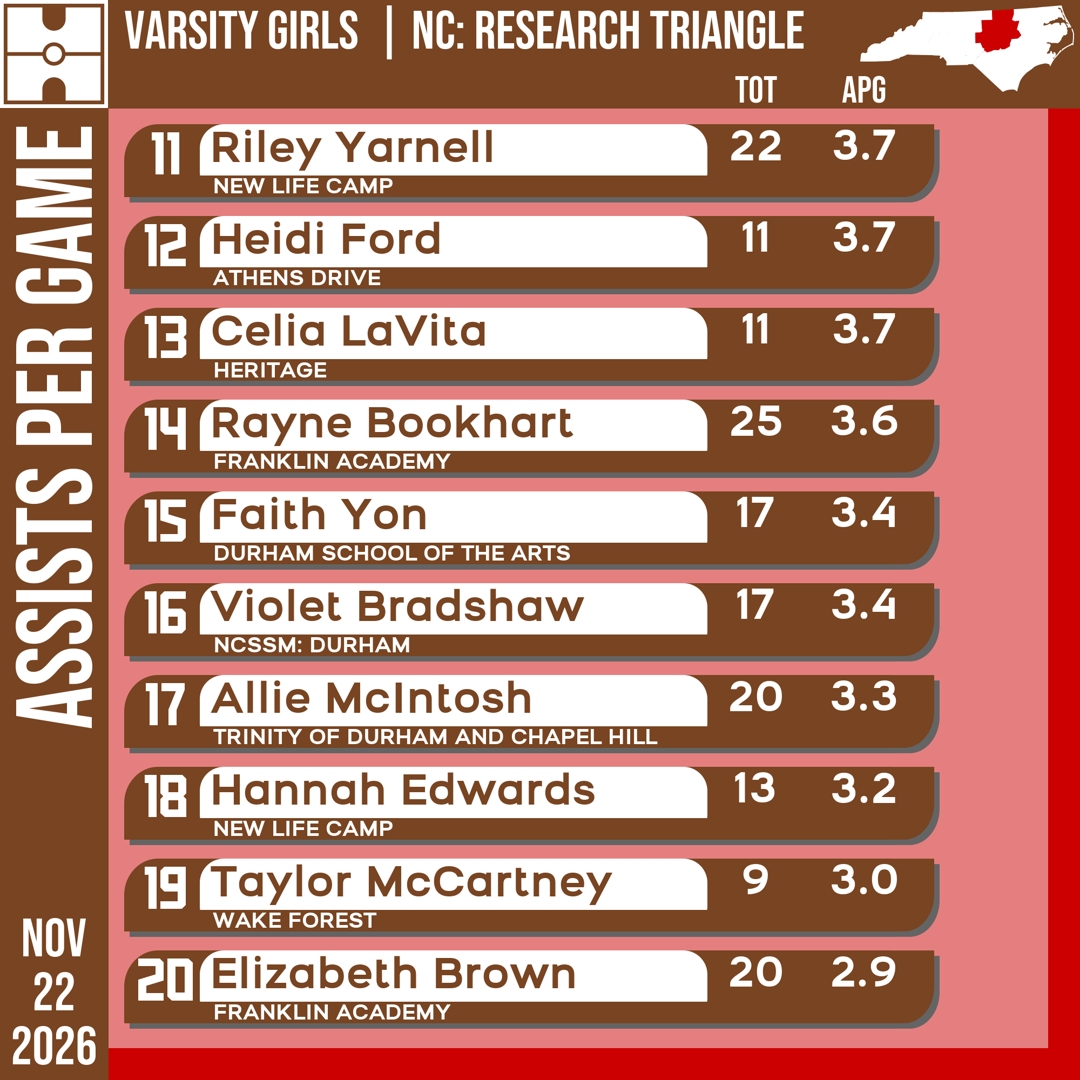 VARSITY GIRLS | NC: RESEARCH TRIANGLE
TOT APG
ASSISTS PER GAME
11 Riley Yarnell 22 3.7
NEW LIFE CAMP
12 Heidi Ford 11 3.7
ATHENS DRIVE
13 Celia LaVita 11 3.7
HERITAGE
14 Rayne Bookhart 25 3.6
FRANKLIN ACADEMY
15 Faith Yon 17 3.4
DURHAM SCHOOL OF THE ARTS
16 Violet Bradshaw 17 3.4
NCSSM: DURHAM
17 Allie McIntosh 20 3.3
TRINITY OF DURHAM AND CHAPEL HILL
18 Hannah Edwards 13 3.2
NEW LIFE CAMP
19 Taylor McCartney 9 3.0
WAKE FOREST
20 Elizabeth Brown 20 2.9
FRANKLIN ACADEMY
NOV
22
2026